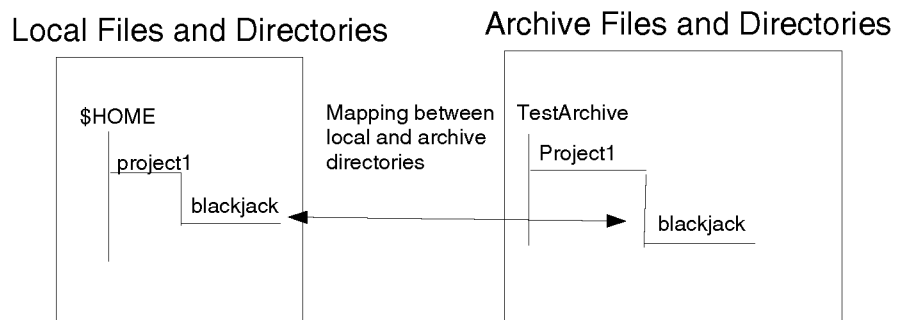 Local Files and Directories
Archive Files and Directories
$HOME
project1
blackjack
Mapping between
local and archive
directories
TestArchive
Project1
blackjack